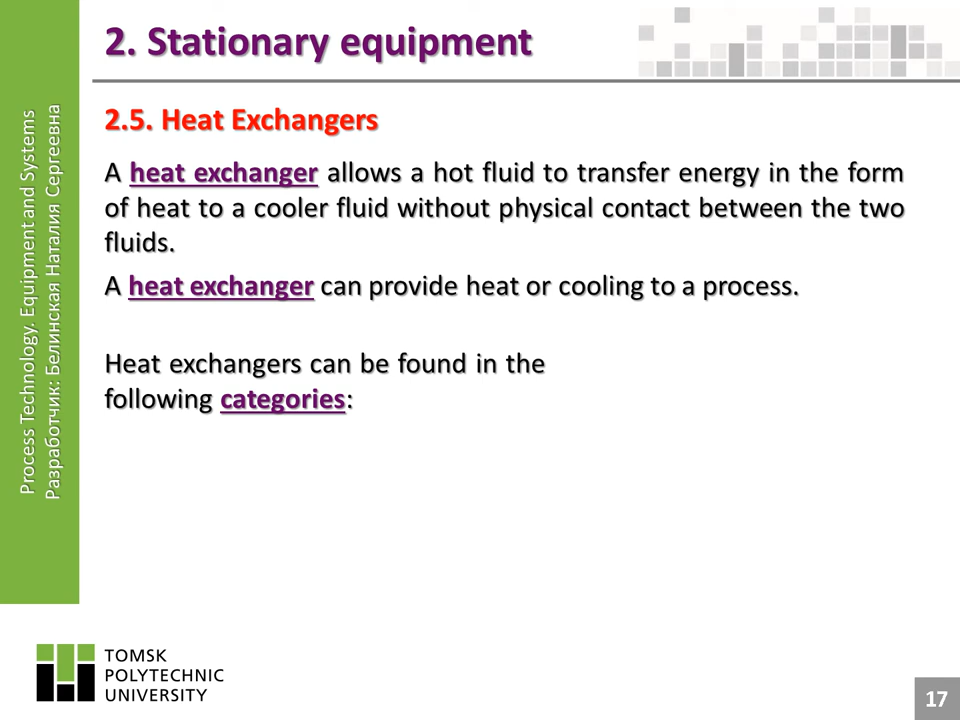 2. Stationary equipment
2.5. Heat Exchangers
A heat exchanger allows a hot fluid to transfer energy in the form
of heat to a cooler fluid without physical contact between the two
fluids.
A heat exchanger can provide heat or cooling to a process.
Heat exchangers can be found in the
following categories:
Process Technology. Equipment and Systems
Разработчик: Белинская Наталия Сергеевна
TOMSK
POLYTECHNIC
UNIVERSITY
17